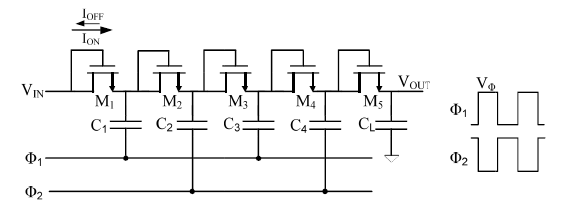 I_OFF
I_ON
V_IN M_1 M_2 M_3 M_4 M_5 V_OUT
C_1 C_2 C_3 C_4 C_L
Φ_1
Φ_2
V_Φ
Φ_1
Φ_2